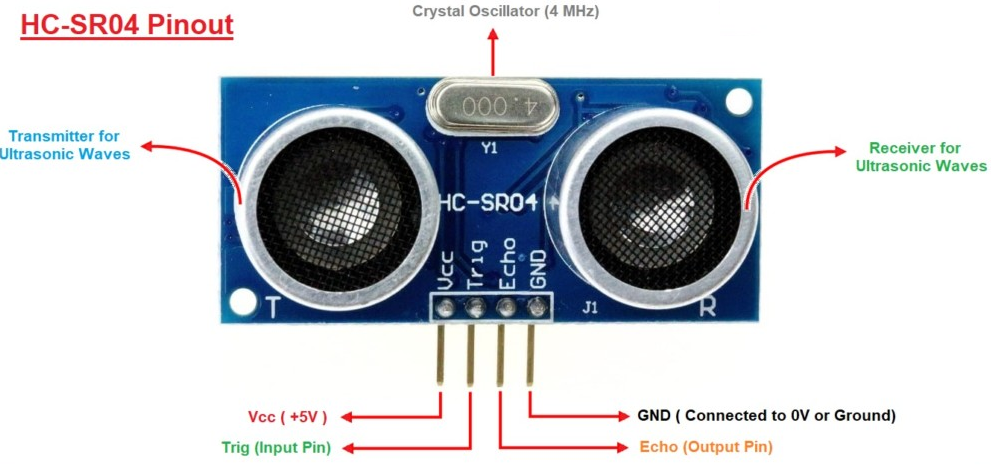 HC-SR04 Pinout
Crystal Oscillator (4 MHz)
4.000
Y1
Transmitter for
Ultrasonic Waves
Receiver for
Ultrasonic Waves
HC-SR04
Vcc
Trig
Echo
GND
T
J1
R
Vcc ( +5V )
GND ( Connected to 0V or Ground)
Trig (Input Pin)
Echo (Output Pin)